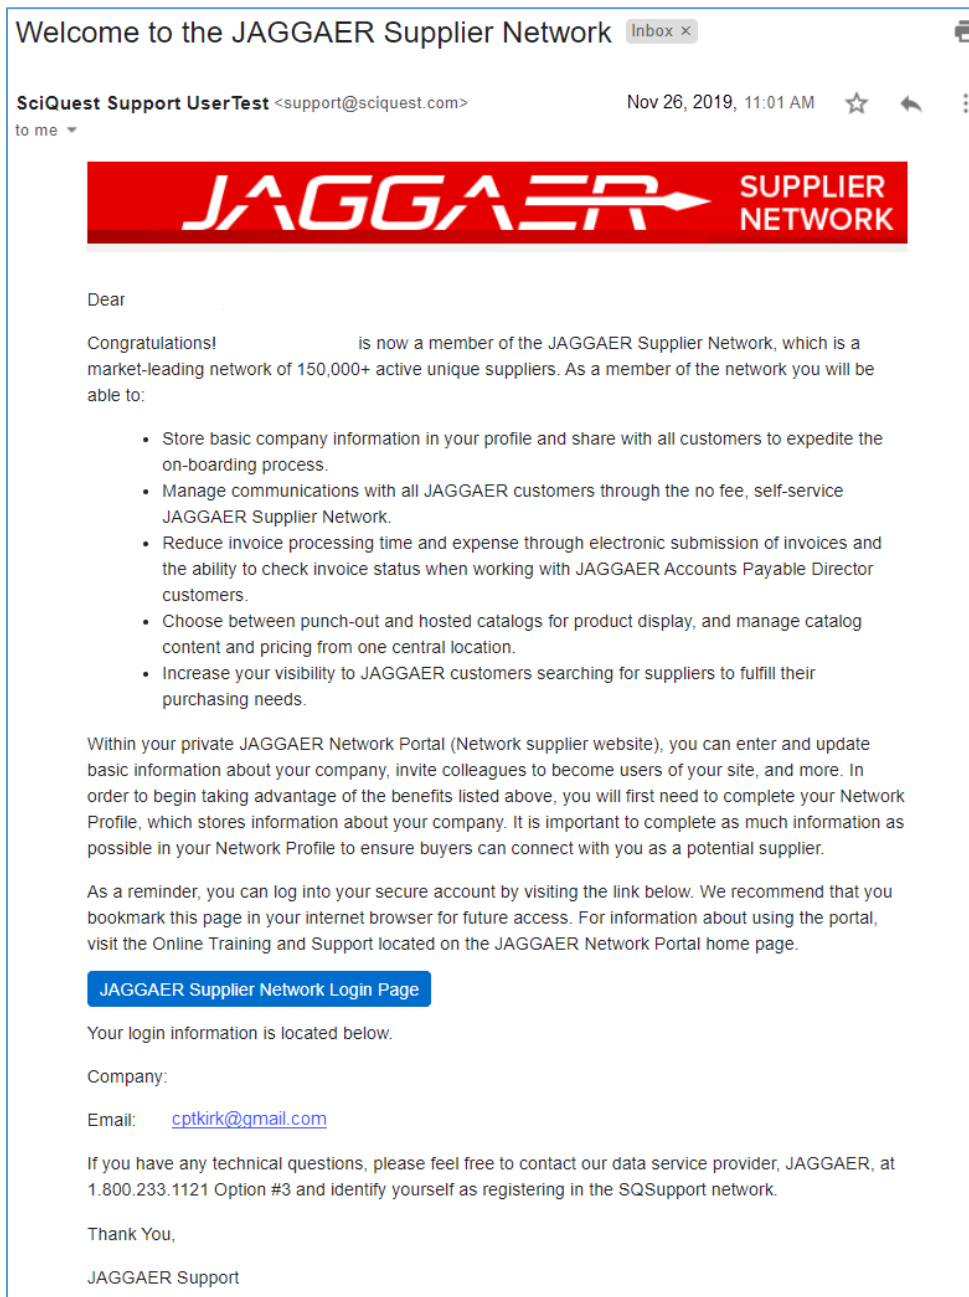 Welcome to the JAGGAER Supplier Network Inbox ×
SciQuest Support UserTest <support@sciquest.com> Nov 26, 2019, 11:01 AM
to me
JAGGAER SUPPLIER NETWORK
Dear
Congratulations! is now a member of the JAGGAER Supplier Network, which is a
market-leading network of 150,000+ active unique suppliers. As a member of the network you will be
able to:
• Store basic company information in your profile and share with all customers to expedite the
on-boarding process.
• Manage communications with all JAGGAER customers through the no fee, self-service
JAGGAER Supplier Network.
• Reduce invoice processing time and expense through electronic submission of invoices and
the ability to check invoice status when working with JAGGAER Accounts Payable Director
customers.
• Choose between punch-out and hosted catalogs for product display, and manage catalog
content and pricing from one central location.
• Increase your visibility to JAGGAER customers searching for suppliers to fulfill their
purchasing needs.
Within your private JAGGAER Network Portal (Network supplier website), you can enter and update
basic information about your company, invite colleagues to become users of your site, and more. In
order to begin taking advantage of the benefits listed above, you will first need to complete your Network
Profile, which stores information about your company. It is important to complete as much information as
possible in your Network Profile to ensure buyers can connect with you as a potential supplier.
As a reminder, you can log into your secure account by visiting the link below. We recommend that you
bookmark this page in your internet browser for future access. For information about using the portal,
visit the Online Training and Support located on the JAGGAER Network Portal home page.
JAGGAER Supplier Network Login Page
Your login information is located below.
Company:
Email: cptkirk@gmail.com
If you have any technical questions, please feel free to contact our data service provider, JAGGAER, at
1.800.233.1121 Option #3 and identify yourself as registering in the SQSupport network.
Thank You,
JAGGAER Support